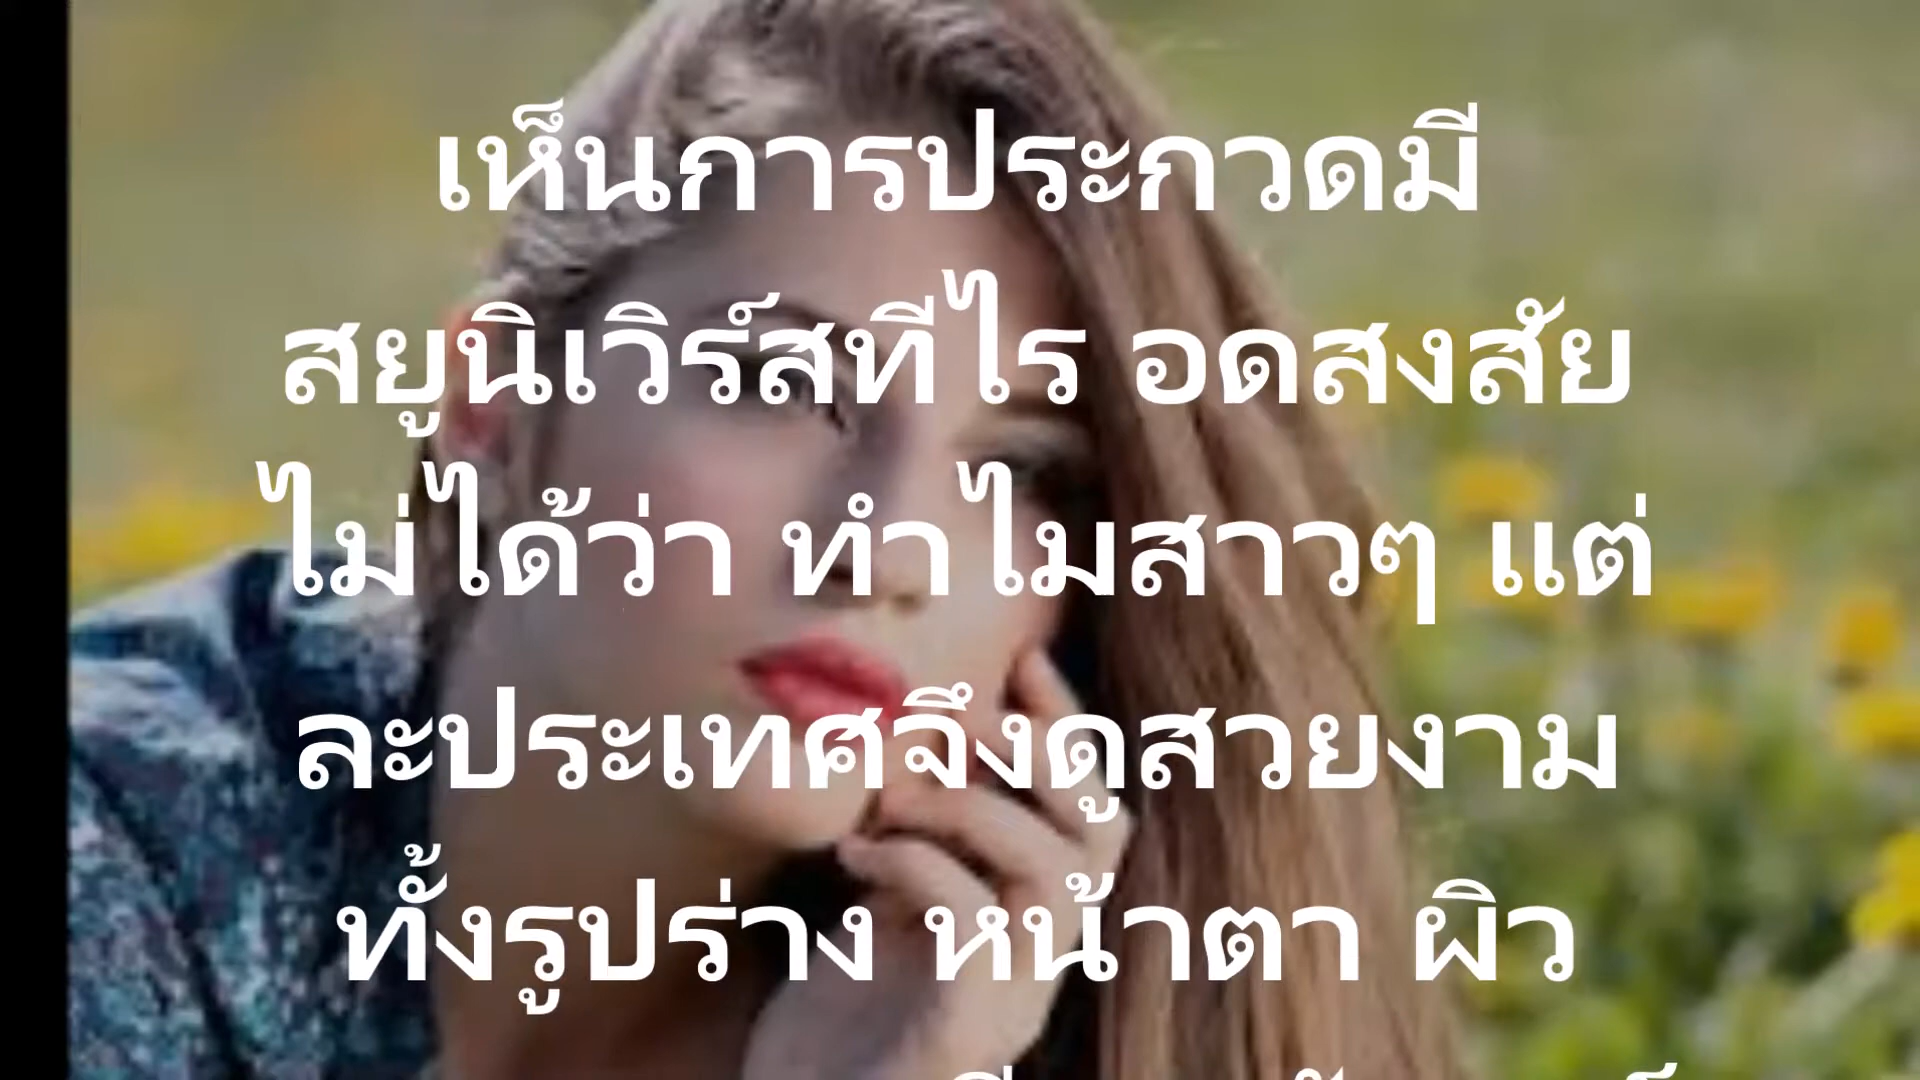 เห็นการประกวดมี
สยูนิเวิร์สทีไร อดสงสัย
ไม่ได้ว่า ทำไมสาวๆ แต่
ละประเทศจึงดูสวยงาม
ทั้งรูปร่าง หน้าตา ผิว